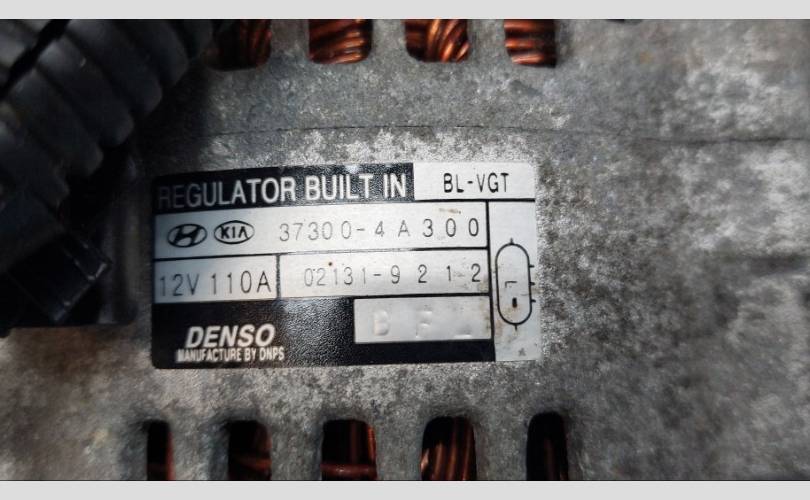 REGULATOR BUILT IN BL-VGT
KIA 37300-4A300
12V 110A 02131-9212
DENSO
MANUFACTURE BY DNPS
L